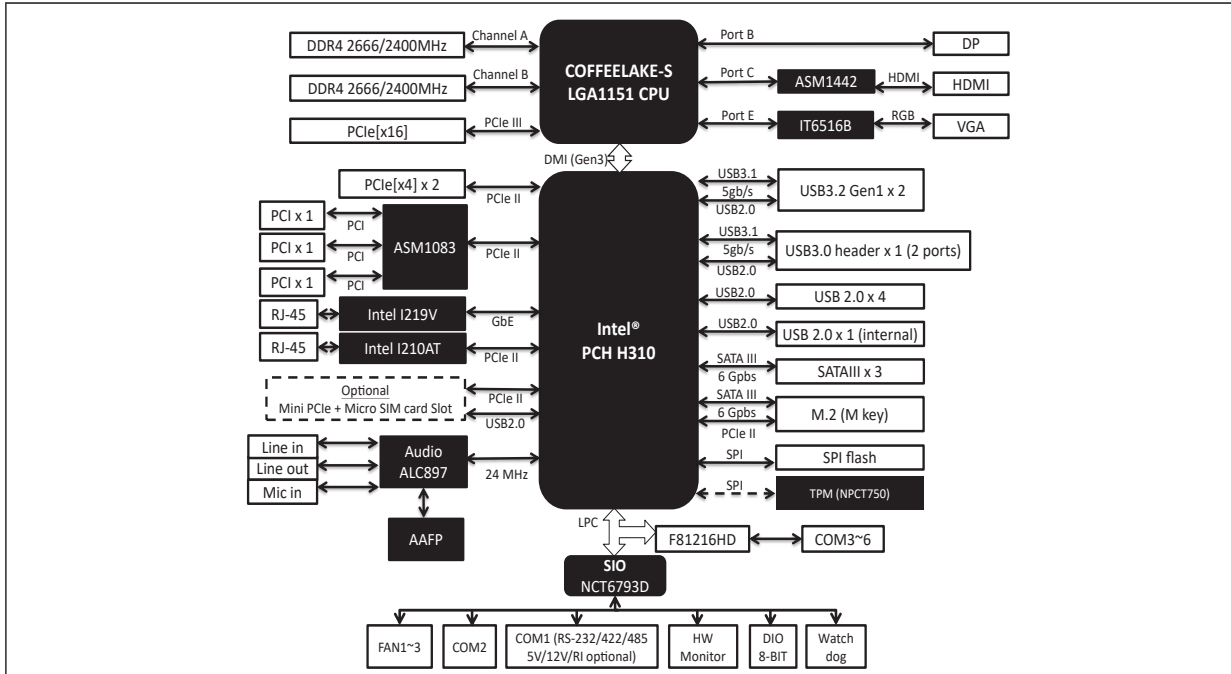 DDR4 2666/2400MHz
Channel A
COFFEELAKE-S
LGA1151 CPU
Port B
DP
DDR4 2666/2400MHz
Channel B
Port C
ASM1442
HDMI
HDMI
PCIe[x16]
PCIe III
Port E
IT6516B
RGB
VGA
DMI (Gen3)
PCIe[x4] x 2
PCIe II
PCI x 1
PCI
PCI x 1
PCI
PCI x 1
PCI
ASM1083
PCIe II
RJ-45
Intel I219V
GbE
RJ-45
Intel I210AT
PCIe II
Optional
Mini PCIe + Micro SIM card Slot
PCIe II
USB2.0
Line in
Line out
Mic in
Audio
ALC897
24 MHz
AAFP
Intel®
PCH H310
USB3.1
5gb/s
USB2.0
USB3.2 Gen1 x 2
USB3.1
5gb/s
USB2.0
USB3.0 header x 1 (2 ports)
USB2.0
USB 2.0 x 4
USB2.0
USB 2.0 x 1 (internal)
SATA III
6 Gpbs
SATAIII x 3
SATA III
6 Gpbs
PCIe II
M.2 (M key)
SPI
SPI flash
SPI
TPM (NPCT750)
LPC
F81216HD
COM3~6
SIO
NCT6793D
FAN1~3
COM2
COM1 (RS-232/422/485
5V/12V/RI optional)
HW
Monitor
DIO
8-BIT
Watch
dog